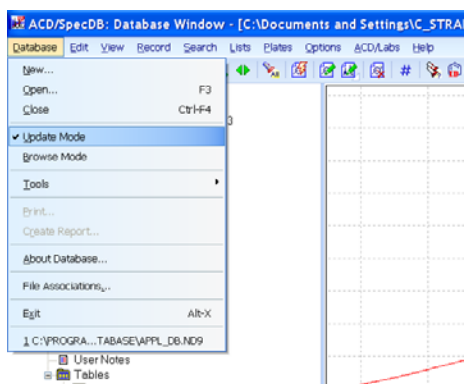 ACD/SpecDB: Database Window - [C:\Documents and Settings\C_STRA
Database Edit View Record Search Lists Plates Options ACD/Labs Help
New...
Open... F3
Close Ctrl-F4
Update Mode
Browse Mode
Tools
Print...
Create Report...
About Database...
File Associations...
Exit Alt-X
1 C:\PROGRA...TABASE\APPL_DB.ND9
User Notes
Tables